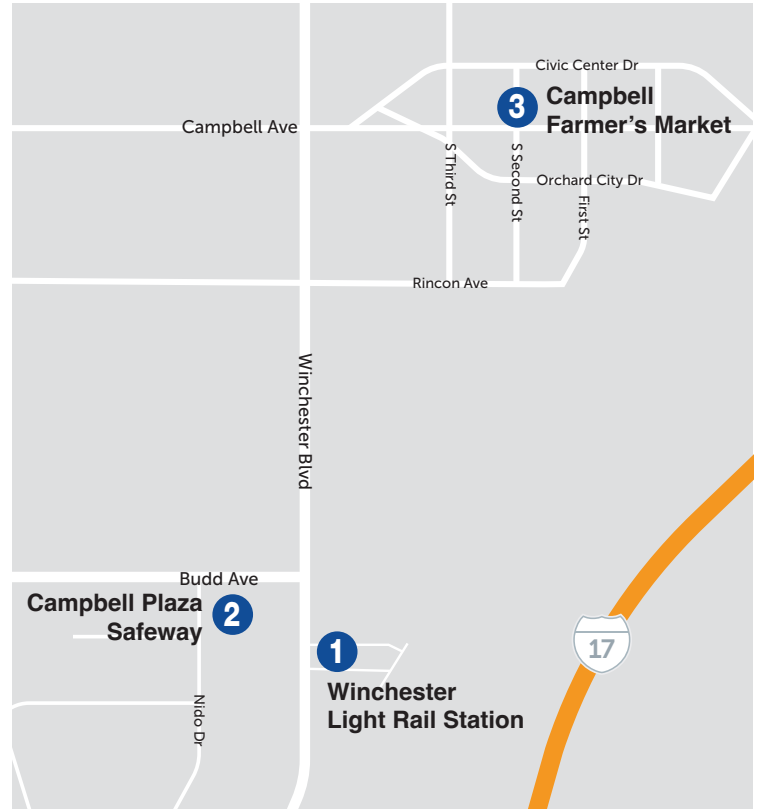 Civic Center Dr
3
Campbell
Farmer’s Market
Campbell Ave
S Third St
S Second St
Orchard City Dr
First St
Rincon Ave
Winchester Blvd
Budd Ave
Campbell Plaza
Safeway
2
1
17
Winchester
Light Rail Station
Nido Dr